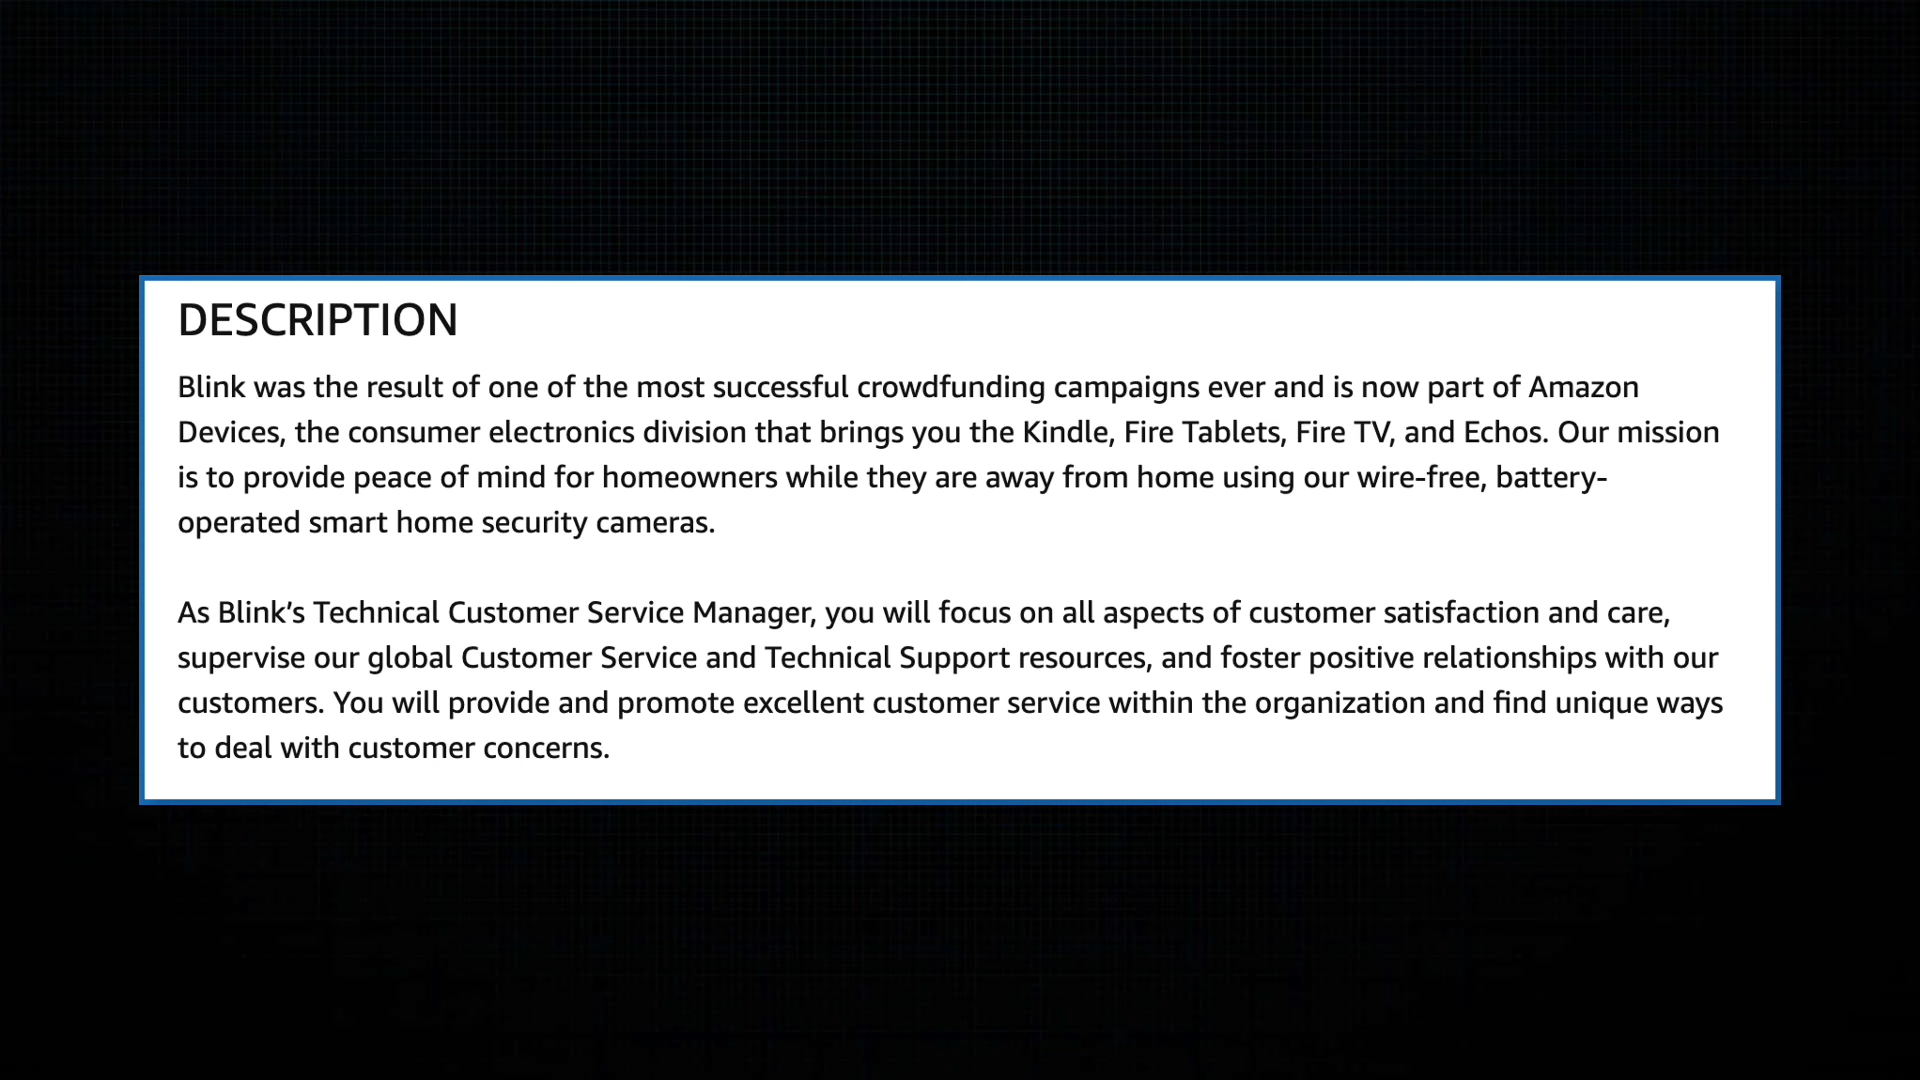 DESCRIPTION
Blink was the result of one of the most successful crowdfunding campaigns ever and is now part of Amazon
Devices, the consumer electronics division that brings you the Kindle, Fire Tablets, Fire TV, and Echos. Our mission
is to provide peace of mind for homeowners while they are away from home using our wire-free, battery-
operated smart home security cameras.
As Blink’s Technical Customer Service Manager, you will focus on all aspects of customer satisfaction and care,
supervise our global Customer Service and Technical Support resources, and foster positive relationships with our
customers. You will provide and promote excellent customer service within the organization and find unique ways
to deal with customer concerns.